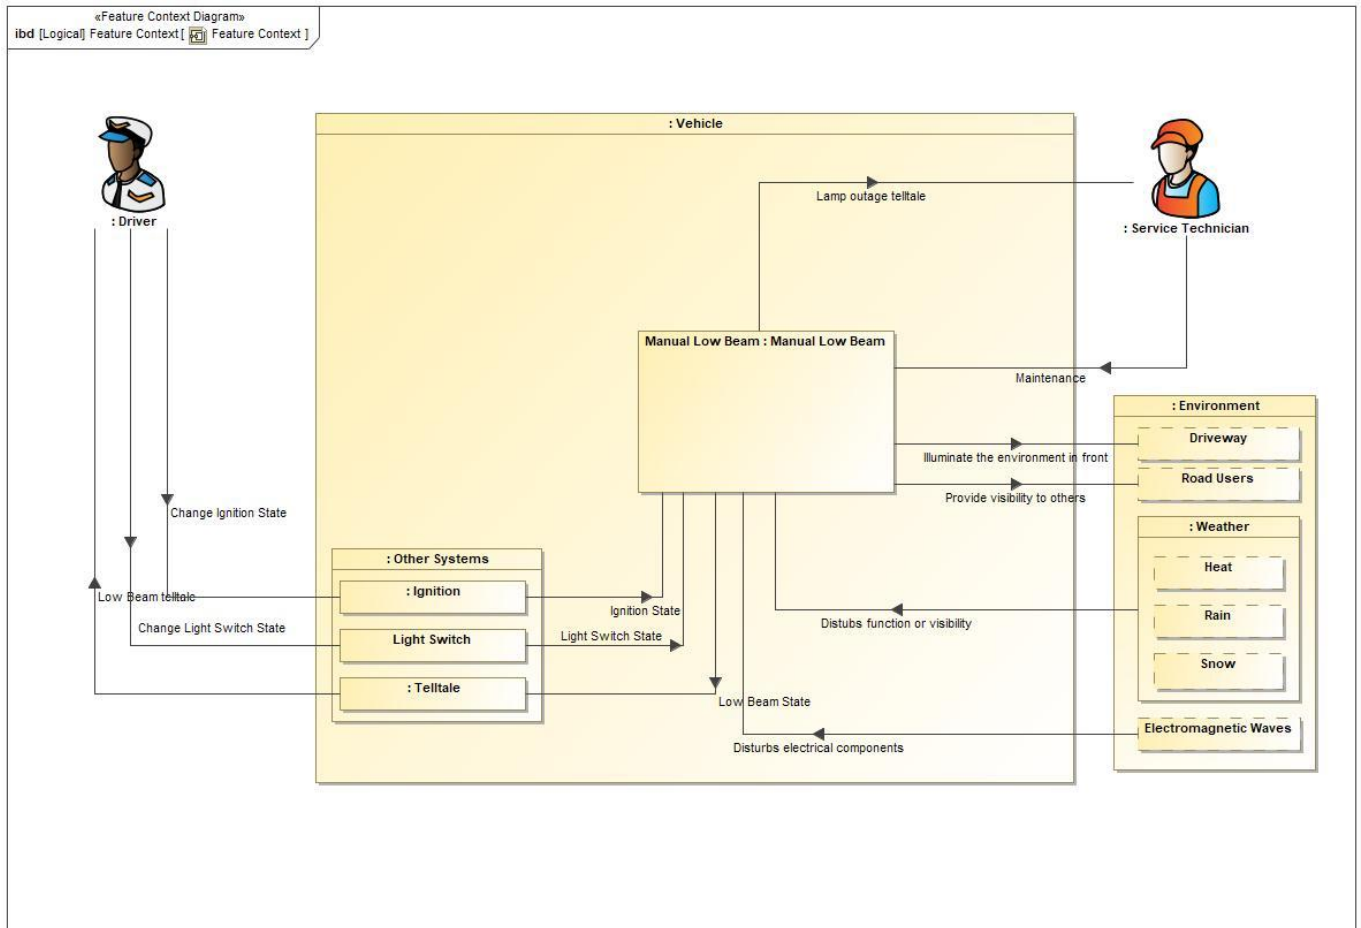 «Feature Context Diagram»
ibd [Logical] Feature Context [ Feature Context ]
: Vehicle
: Driver
Lamp outage telltale
: Service Technician
Manual Low Beam : Manual Low Beam
Maintenance
: Environment
Driveway
Illuminate the environment in front
Road Users
Provide visibility to others
Change Ignition State
: Weather
: Other Systems
Heat
: Ignition
Low Beam telltale
Ignition State
Rain
Distubs function or visibility
Change Light Switch State
Light Switch
Light Switch State
Snow
: Telltale
Low Beam State
Electromagnetic Waves
Disturbs electrical components